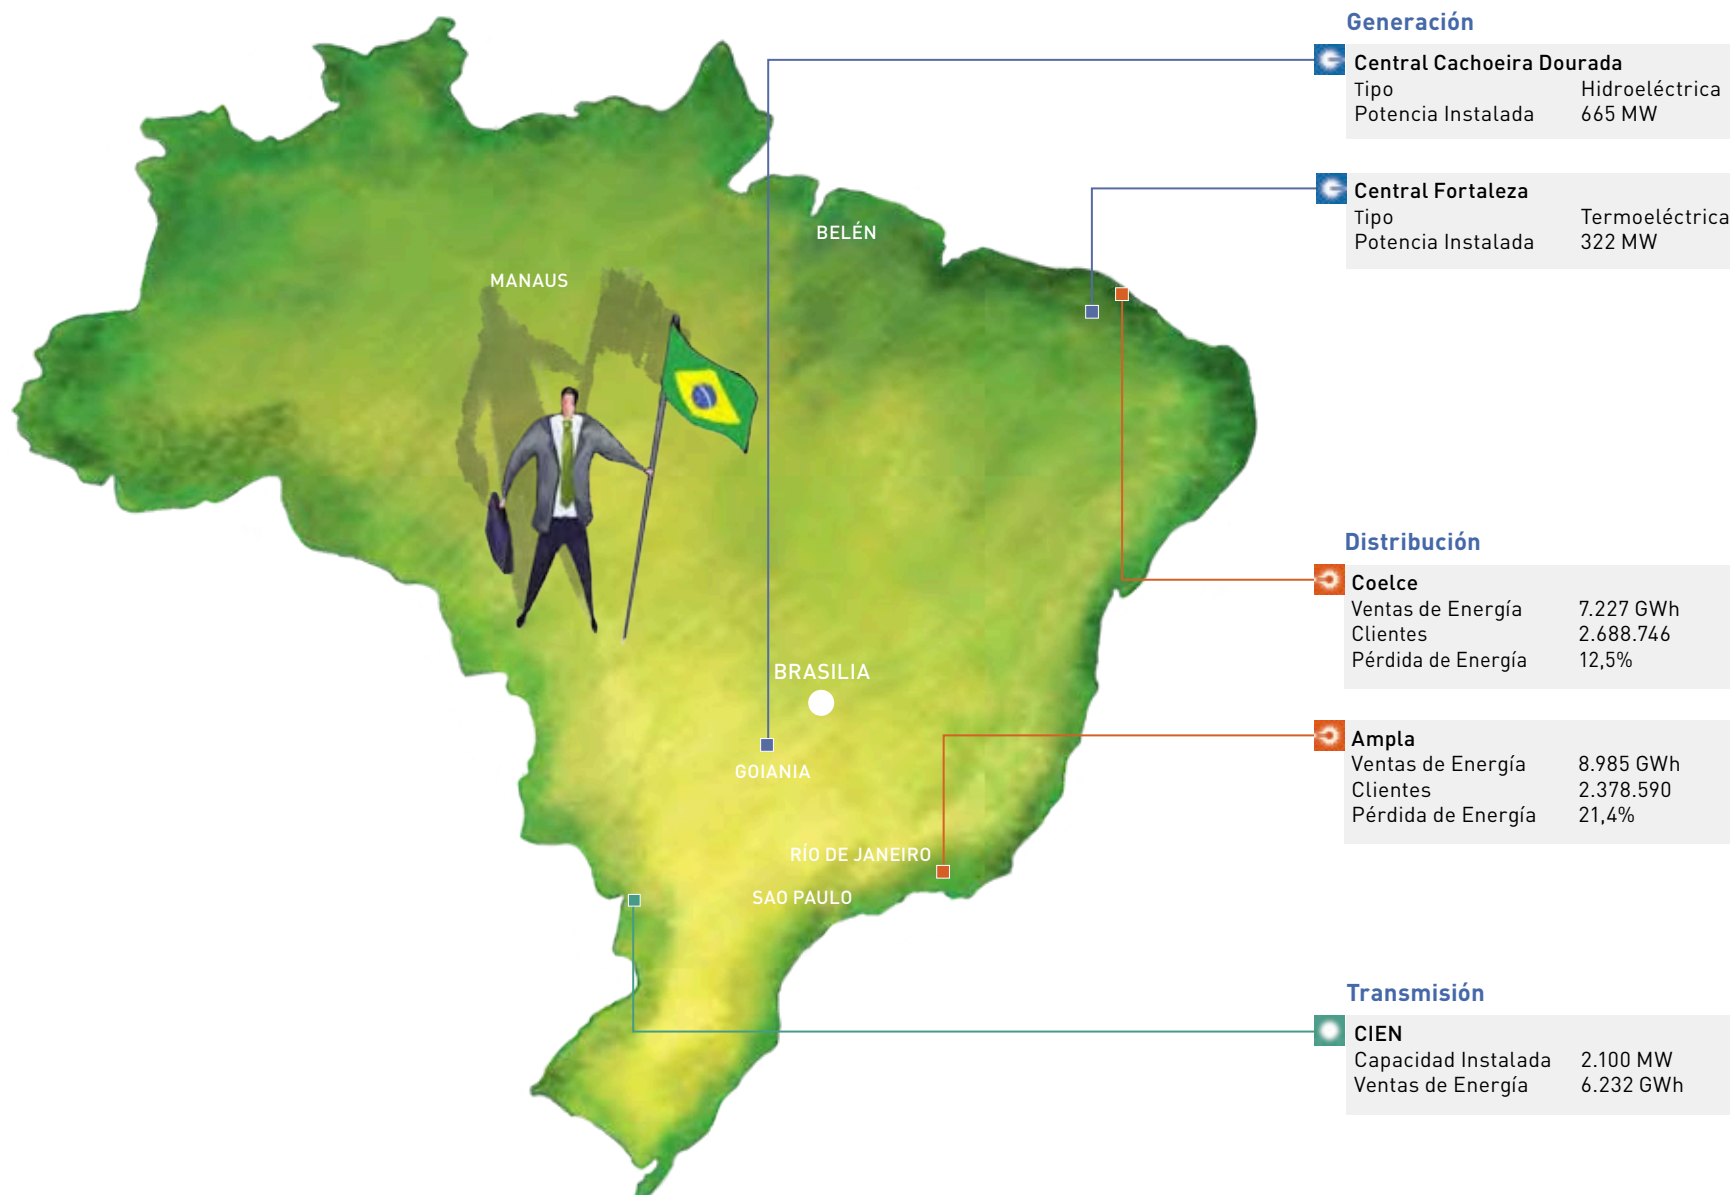 Generación
Central Cachoeira Dourada
Tipo Hidroeléctrica
Potencia Instalada 665 MW
Central Fortaleza
Tipo Termoeléctrica
Potencia Instalada 322 MW
BELÉN
MANAUS
Distribución
Coelce
Ventas de Energía 7.227 GWh
Clientes 2.688.746
Pérdida de Energía 12,5%
BRASILIA
GOIANIA
Ampla
Ventas de Energía 8.985 GWh
Clientes 2.378.590
Pérdida de Energía 21,4%
RÍO DE JANEIRO
SAO PAULO
Transmisión
CIEN
Capacidad Instalada 2.100 MW
Ventas de Energía 6.232 GWh